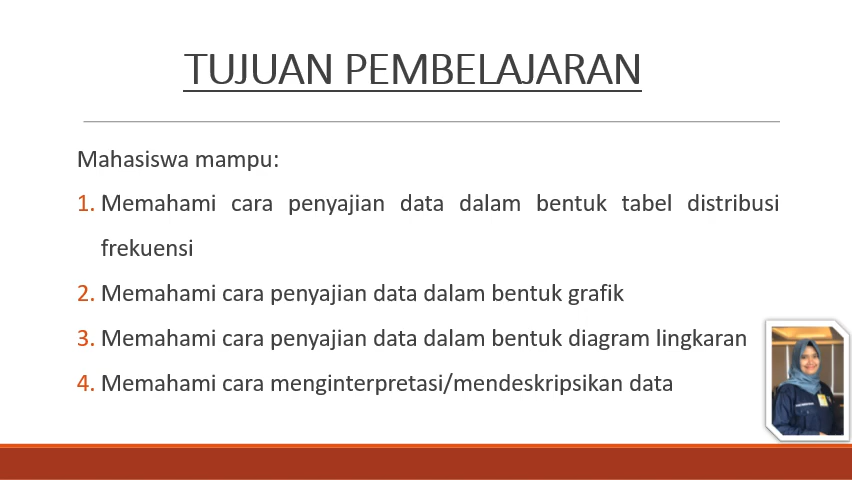 TUJUAN PEMBELAJARAN
Mahasiswa mampu:
1. Memahami cara penyajian data dalam bentuk tabel distribusi
frekuensi
2. Memahami cara penyajian data dalam bentuk grafik
3. Memahami cara penyajian data dalam bentuk diagram lingkaran
4. Memahami cara menginterpretasi/mendeskripsikan data